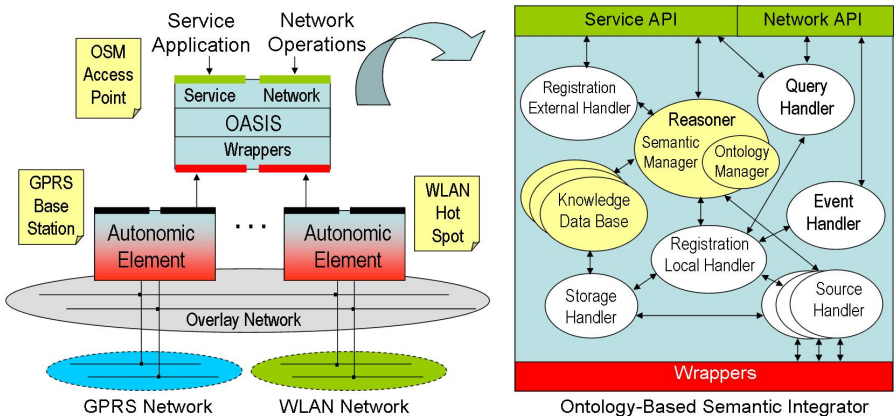 Service
Application
Network
Operations
OSM
Access
Point
Service
Network
OASIS
Wrappers
GPRS
Base
Station
WLAN
Hot
Spot
Autonomic
Element
...
Autonomic
Element
Overlay Network
GPRS Network
WLAN Network
Service API
Network API
Registration
External Handler
Query
Handler
Reasoner
Semantic
Manager
Ontology
Manager
Knowledge
Data Base
Event
Handler
Registration
Local Handler
Storage
Handler
Source
Handler
Wrappers
Ontology-Based Semantic Integrator